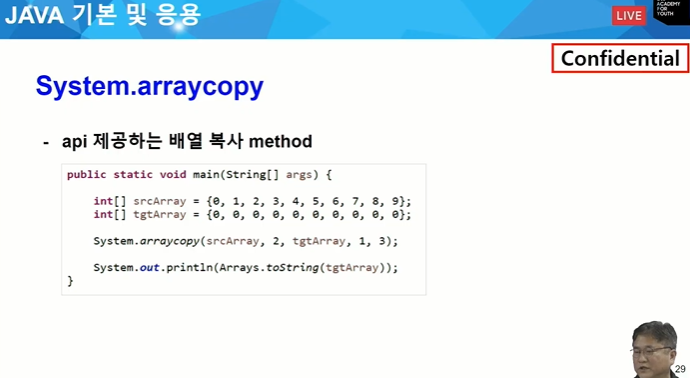 JAVA 기본 및 응용
LIVE
ACADEMY
FOR
YOUTH
Confidential
System.arraycopy
- api 제공하는 배열 복사 method
public static void main(String[] args) {
int[] srcArray = {0, 1, 2, 3, 4, 5, 6, 7, 8, 9};
int[] tgtArray = {0, 0, 0, 0, 0, 0, 0, 0, 0, 0};
System.arraycopy(srcArray, 2, tgtArray, 1, 3);
System.out.println(Arrays.toString(tgtArray));
}
29